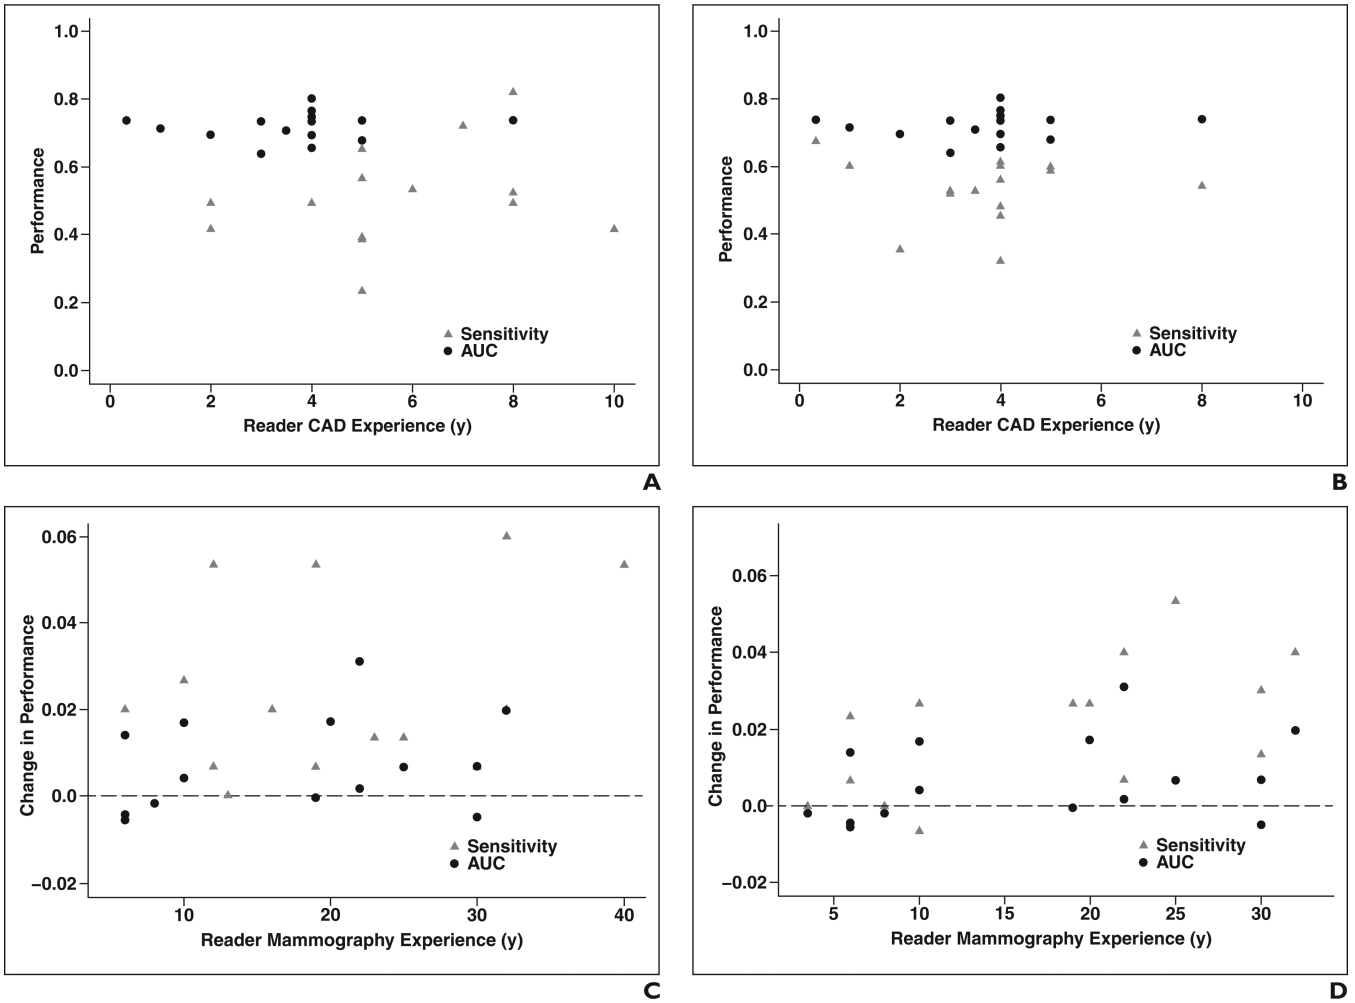 1.0
0.8
0.6
0.4
0.2
0.0
Performance
Sensitivity
AUC
0 2 4 6 8 10
Reader CAD Experience (y)
A
1.0
0.8
0.6
0.4
0.2
0.0
Performance
Sensitivity
AUC
0 2 4 6 8 10
Reader CAD Experience (y)
B
0.06
0.04
0.02
0.0
−0.02
Change in Performance
Sensitivity
AUC
10 20 30 40
Reader Mammography Experience (y)
C
0.06
0.04
0.02
0.0
−0.02
Change in Performance
Sensitivity
AUC
5 10 15 20 25 30
Reader Mammography Experience (y)
D